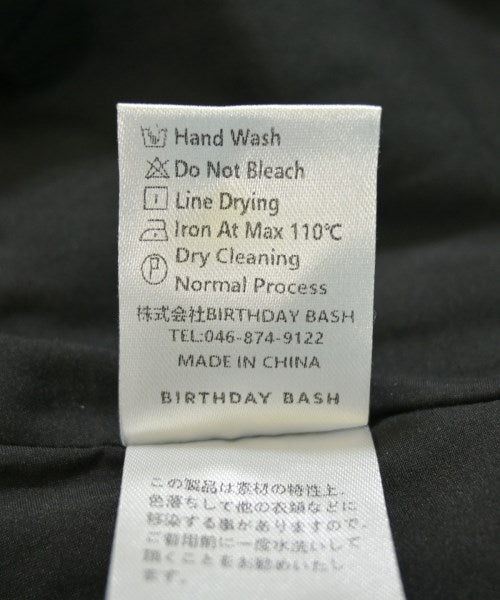 Hand Wash
Do Not Bleach
Line Drying
Iron At Max 110℃
P Dry Cleaning
Normal Process
株式会社BIRTHDAY BASH
TEL:046-874-9122
MADE IN CHINA
BIRTHDAY BASH
この製品は素材の特性上、
色落ちして他の衣類などに
移染する事がありますので、
ご着用前に一度水洗いして
頂くことをお勧めいたし
ます。